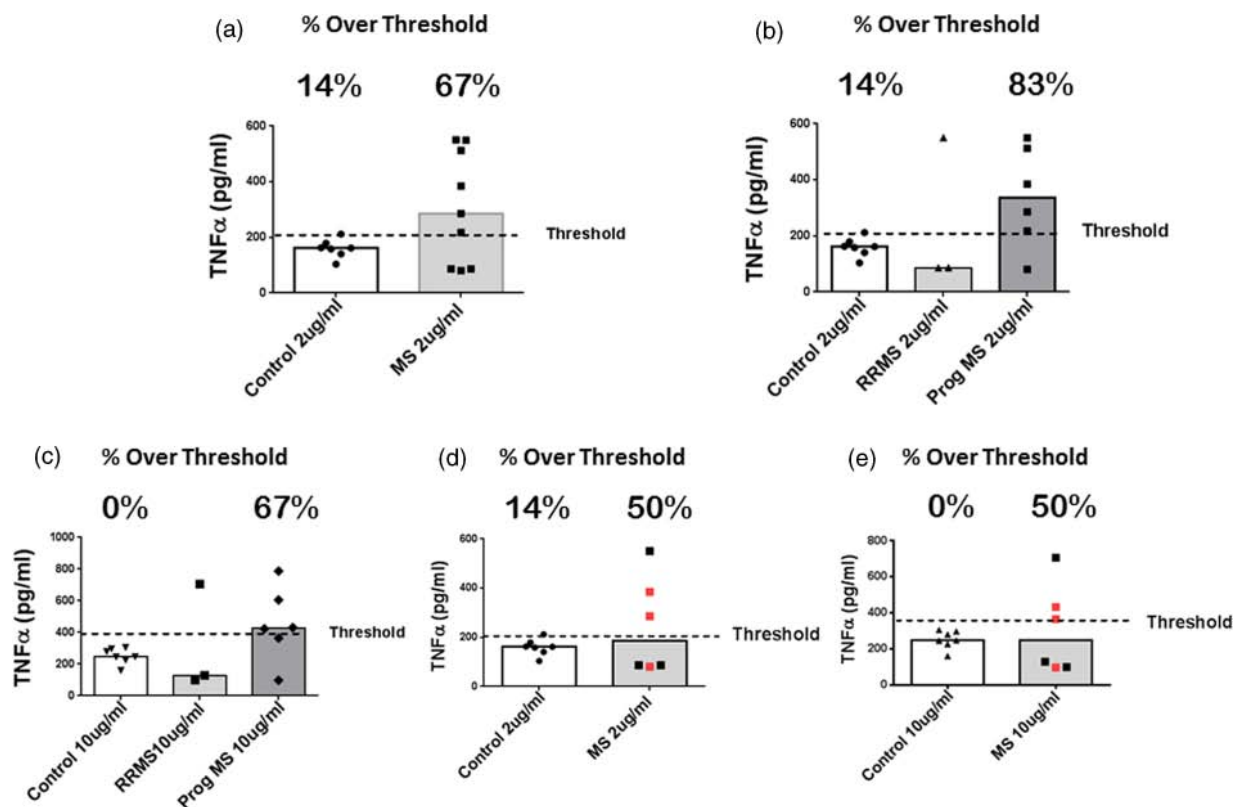 (a) % Over Threshold
14% 67%
TNFα (pg/ml)
600
400
200
0
Threshold
Control 2ug/ml
MS 2ug/ml
(b) % Over Threshold
14% 83%
TNFα (pg/ml)
600
400
200
0
Threshold
Control 2ug/ml
RRMS 2ug/ml
Prog MS 2ug/ml
(c) % Over Threshold
0% 67%
TNFα (pg/ml)
1000
800
600
400
200
0
Threshold
Control 10ug/ml
RRMS10ug/ml
Prog MS 10ug/ml
(d) % Over Threshold
14% 50%
TNFα (pg/ml)
600
400
200
0
Threshold
Control 2ug/ml
MS 2ug/ml
(e) % Over Threshold
0% 50%
TNFα (pg/ml)
800
600
400
200
0
Threshold
Control 10ug/ml
MS 10ug/ml